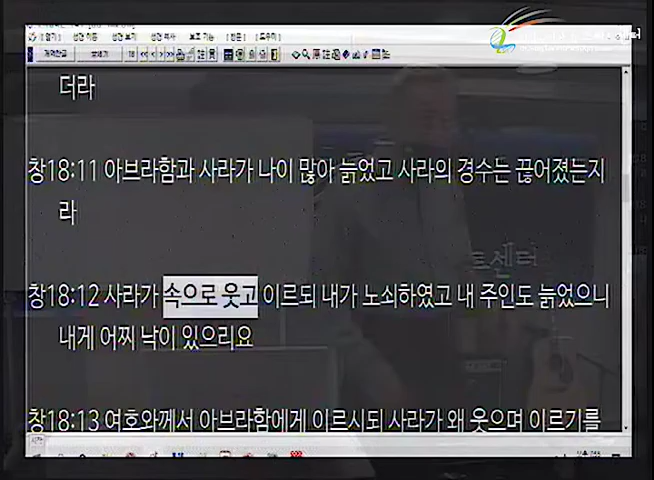 더라
창18:11 아브라함과 사라가 나이 많아 늙었고 사라의 경수는 끊어졌는지
라
창18:12 사라가 속으로 웃고 이르되 내가 노쇠하였고 내 주인도 늙었으니
내게 어찌 낙이 있으리요
창18:13 여호와께서 아브라함에게 이르시되 사라가 왜 웃으며 이르기를